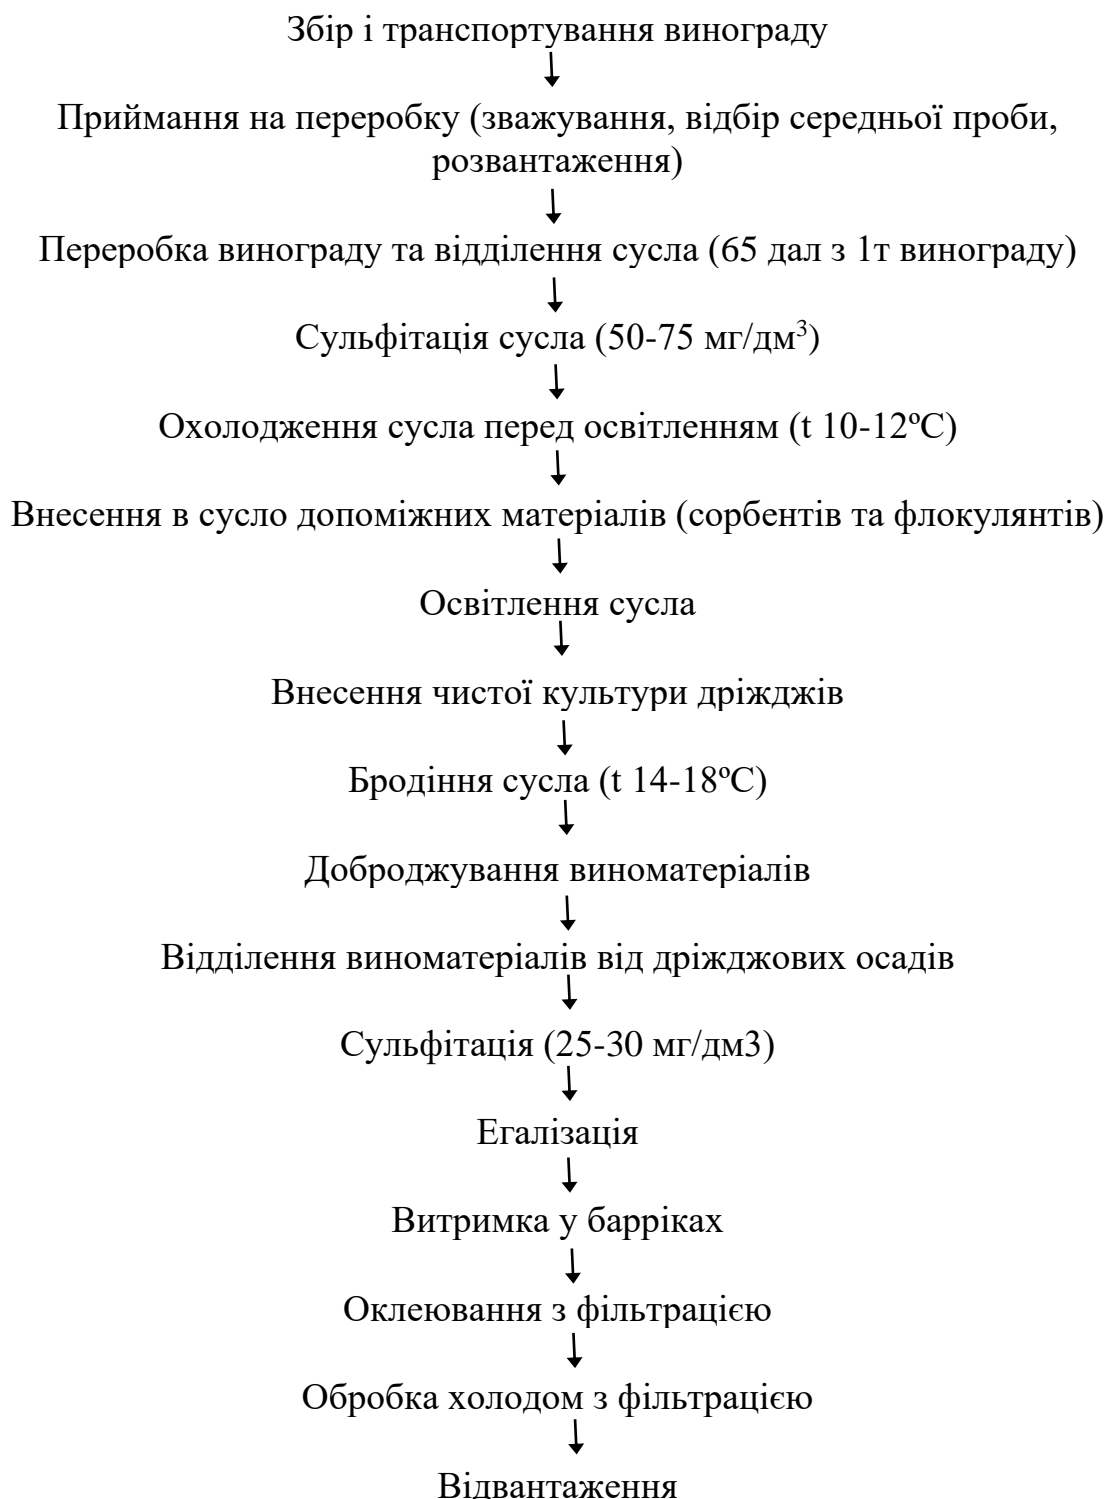 Збір і транспортування винограду
Приймання на переробку (зважування, відбір середньої проби,
розвантаження)
Переробка винограду та відділення сусла (65 дал з 1т винограду)
Сульфітація сусла (50-75 мг/дм³)
Охолодження сусла перед освітленням (t 10-12ºС)
Внесення в сусло допоміжних матеріалів (сорбентів та флокулянтів)
Освітлення сусла
Внесення чистої культури дріжджів
Бродіння сусла (t 14-18ºС)
Доброджування виноматеріалів
Відділення виноматеріалів від дріжджових осадів
Сульфітація (25-30 мг/дм3)
Егалізація
Витримка у барріках
Оклеювання з фільтрацією
Обробка холодом з фільтрацією
Відвантаження